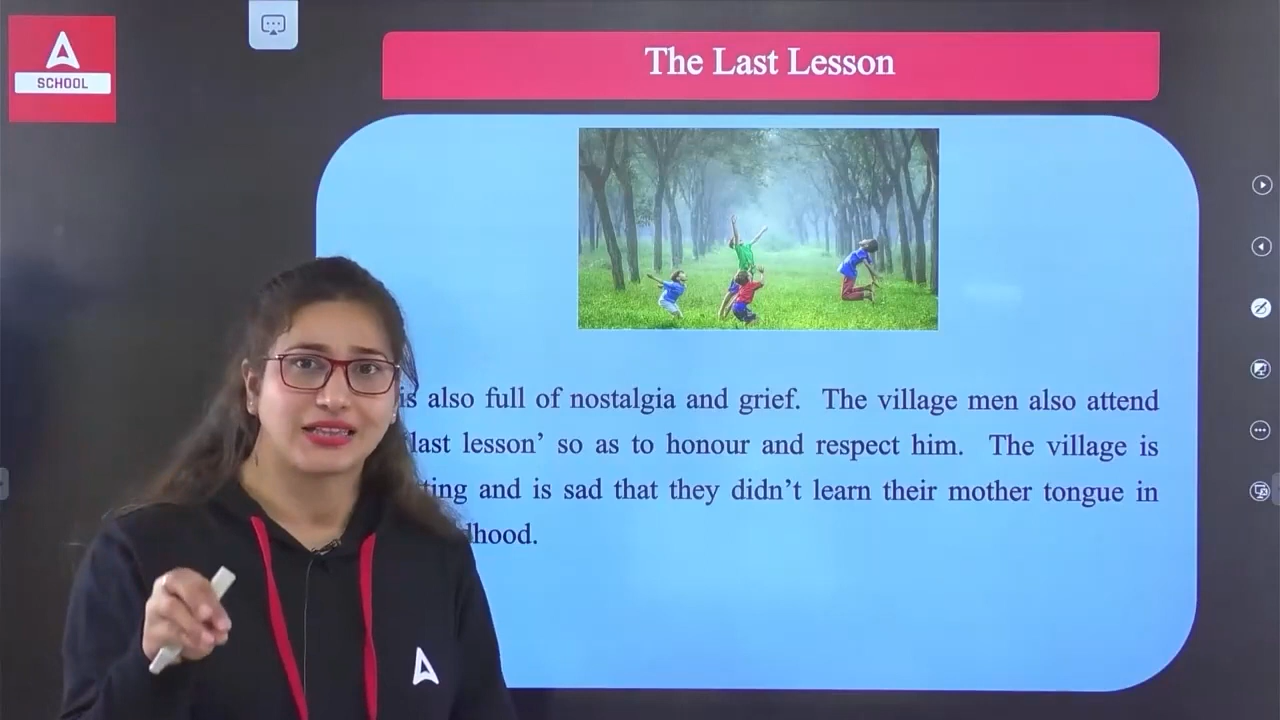 SCHOOL
The Last Lesson
is also full of nostalgia and grief. The village men also attend
last lesson’ so as to honour and respect him. The village is
and is sad that they didn’t learn their mother tongue in